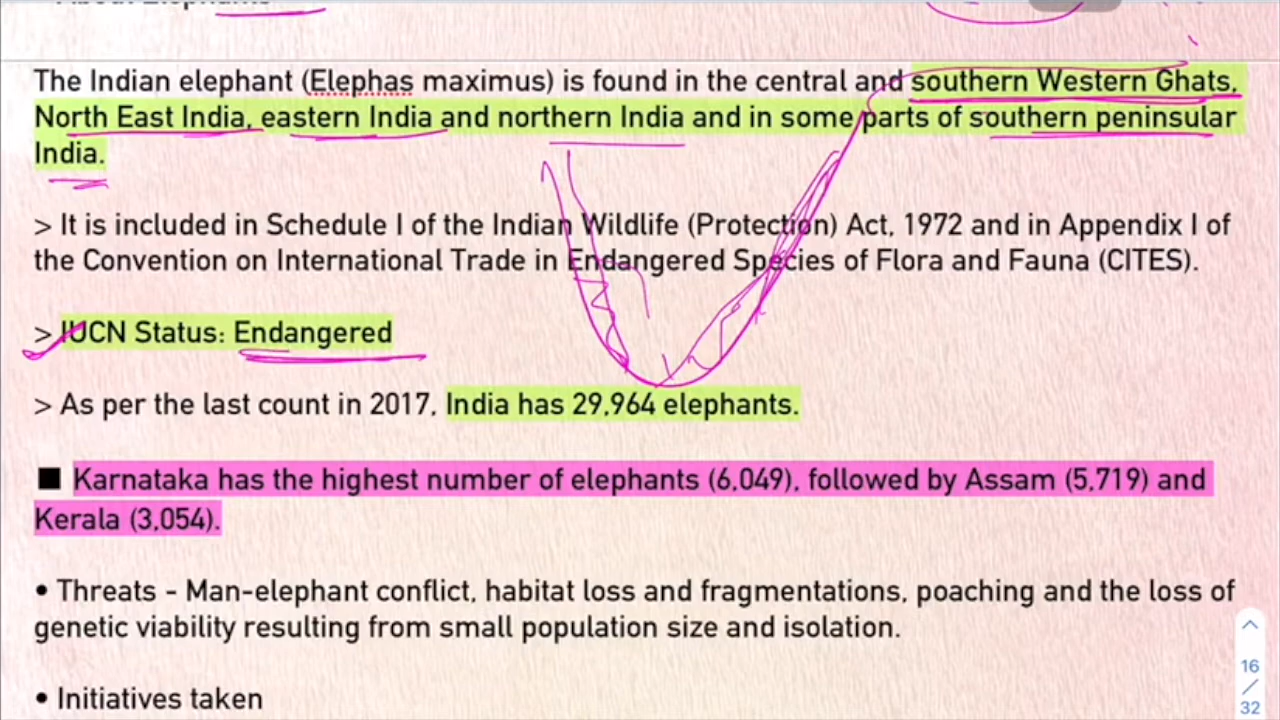 The Indian elephant (Elephas maximus) is found in the central and southern Western Ghats,
North East India, eastern India and northern India and in some parts of southern peninsular
India.
> It is included in Schedule I of the Indian Wildlife (Protection) Act, 1972 and in Appendix I of
the Convention on International Trade in Endangered Species of Flora and Fauna (CITES).
> IUCN Status: Endangered
> As per the last count in 2017, India has 29,964 elephants.
■ Karnataka has the highest number of elephants (6,049), followed by Assam (5,719) and
Kerala (3,054).
• Threats - Man-elephant conflict, habitat loss and fragmentations, poaching and the loss of
genetic viability resulting from small population size and isolation.
• Initiatives taken
16
/
32